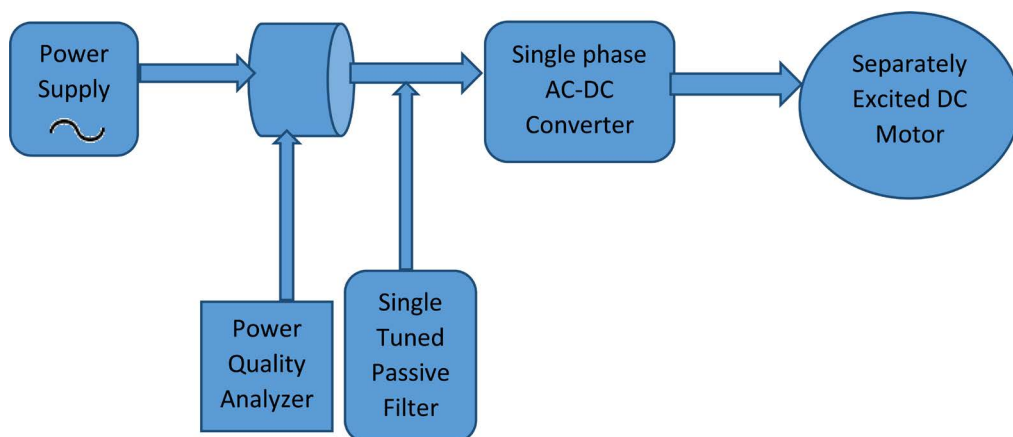 Power
Supply
Single phase
AC-DC
Converter
Separately
Excited DC
Motor
Power
Quality
Analyzer
Single
Tuned
Passive
Filter